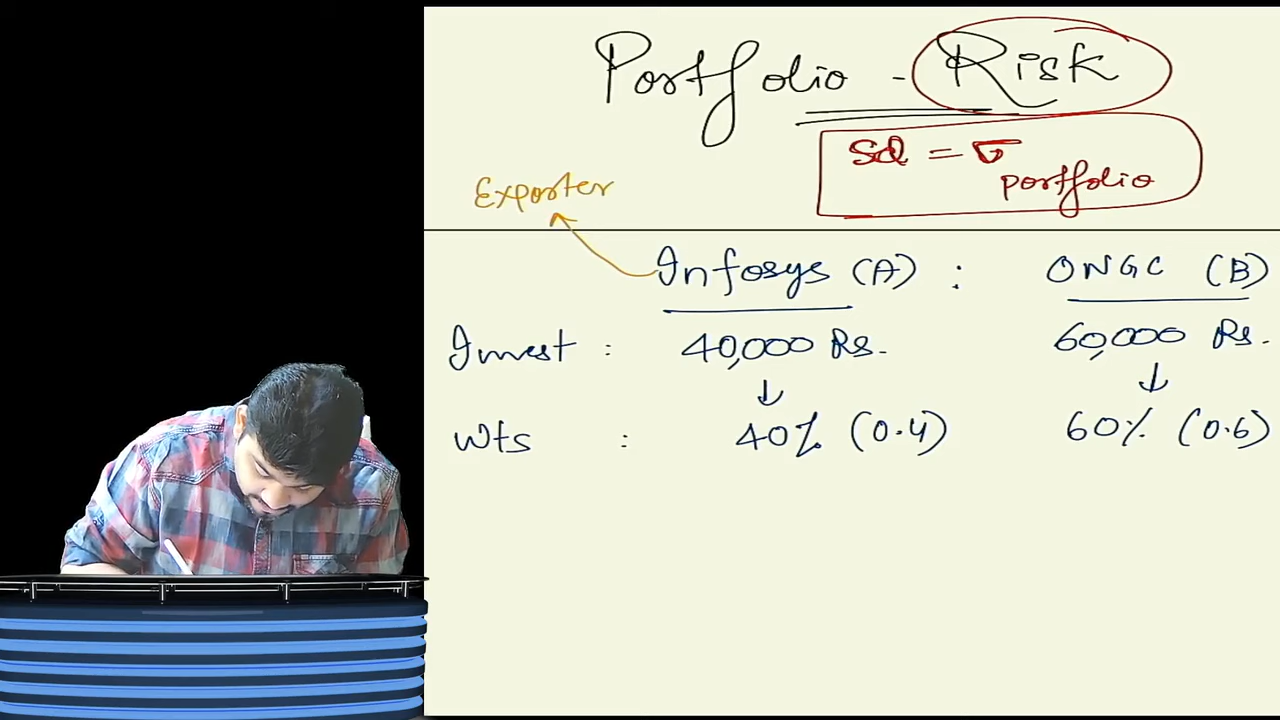 Portfolio - Risk
Sd = σ portfolio
Exporter
Infosys (A) : ONGC (B)
Invest : 40,000 Rs. 60,000 Rs.
↓ ↓
Wts : 40% (0.4) 60% (0.6)